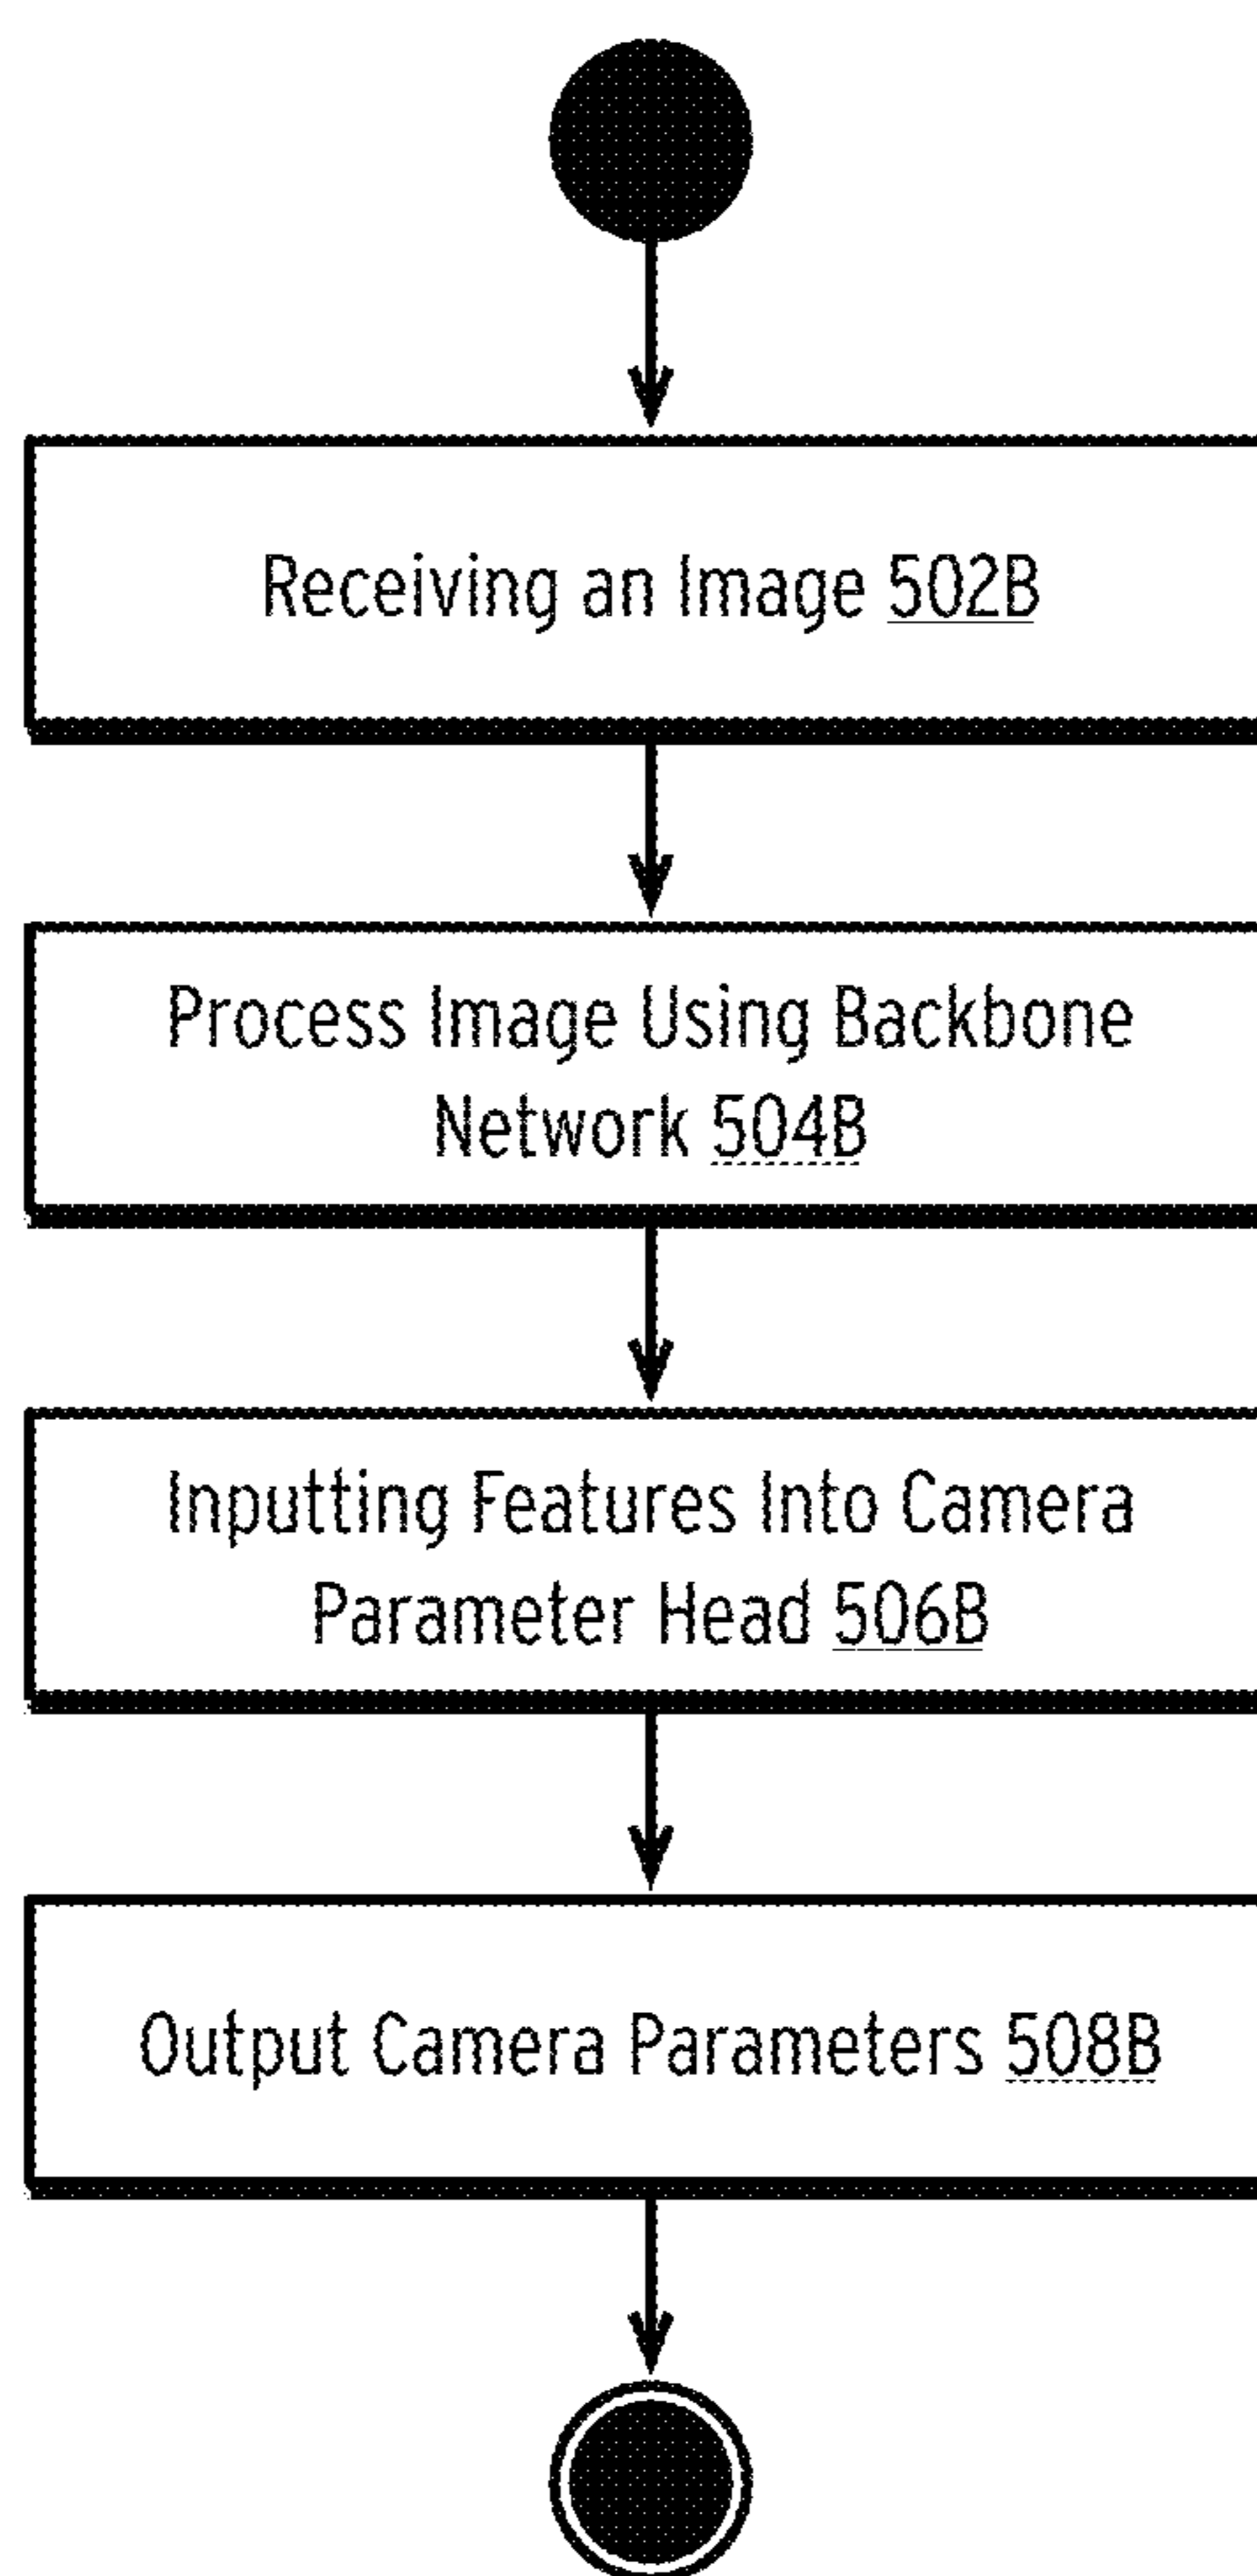 Receiving an Image 502B
Process Image Using Backbone
Network 504B
Inputting Features Into Camera
Parameter Head 506B
Output Camera Parameters 508B